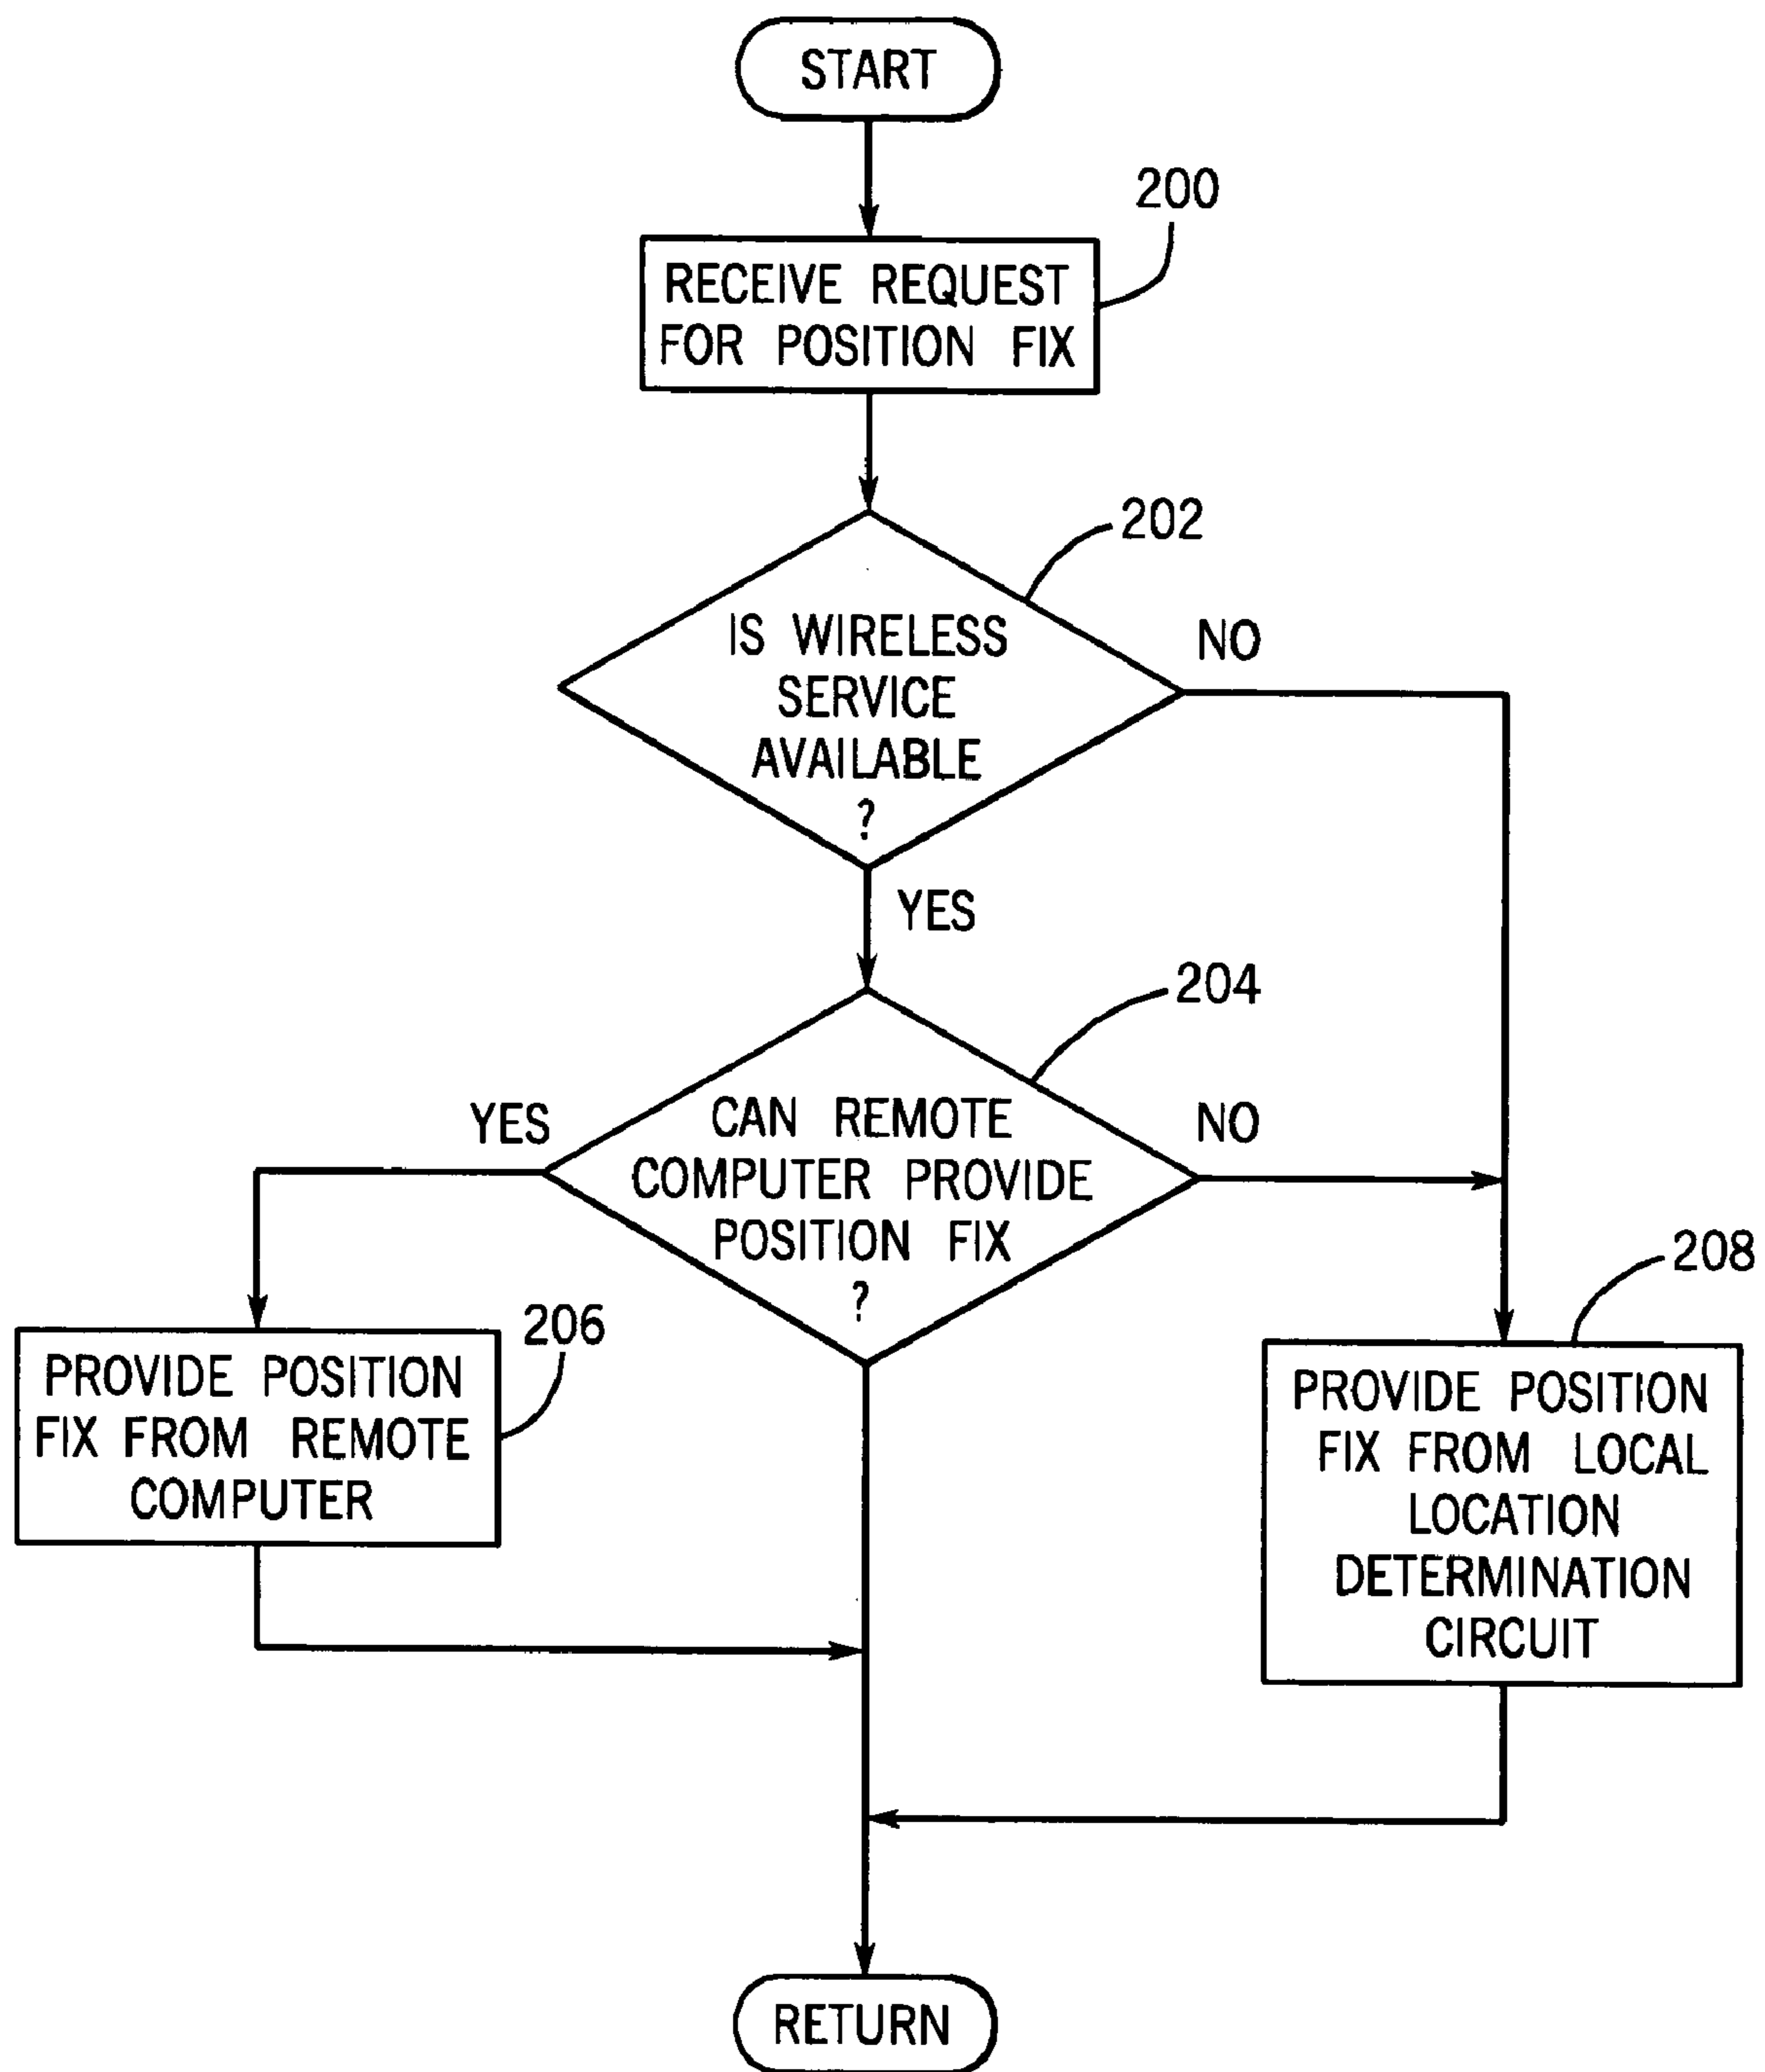 START
200
RECEIVE REQUEST
FOR POSITION FIX
202
IS WIRELESS
SERVICE
AVAILABLE
?
NO
YES
204
CAN REMOTE
COMPUTER PROVIDE
POSITION FIX
?
YES
NO
206
PROVIDE POSITION
FIX FROM REMOTE
COMPUTER
208
PROVIDE POSITION
FIX FROM LOCAL
LOCATION
DETERMINATION
CIRCUIT
RETURN